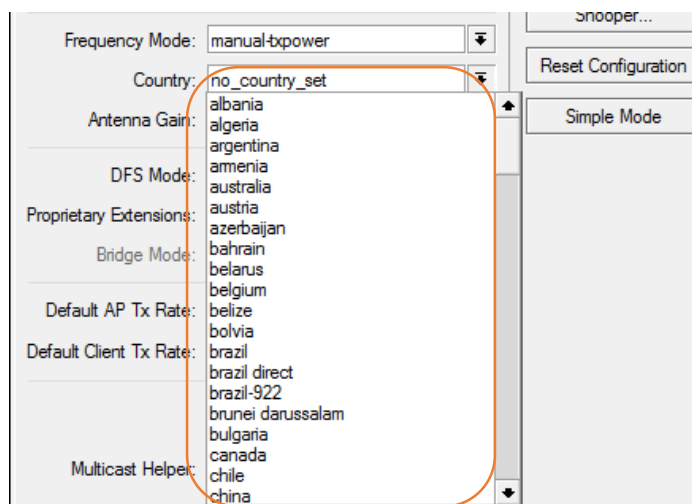 Snooper...
Frequency Mode: manual-txpower
Reset Configuration
Country: no_country_set
albania
Simple Mode
Antenna Gain:
algeria
argentina
armenia
DFS Mode:
australia
austria
Proprietary Extensions:
azerbaijan
bahrain
Bridge Mode:
belarus
belgium
Default AP Tx Rate:
belize
bolvia
Default Client Tx Rate:
brazil
brazil direct
brazil-922
brunei darussalam
bulgaria
canada
Multicast Helper:
chile
china